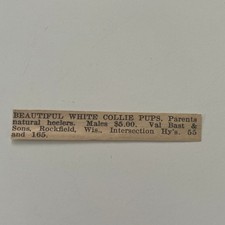 BEAUTIFUL WHITE COLLIE PUPS. Parents
natural heelers. Males $5.00. Val Bast &
Sons, Rockfield, Wis., Intersection Hy's. 55
and 165.